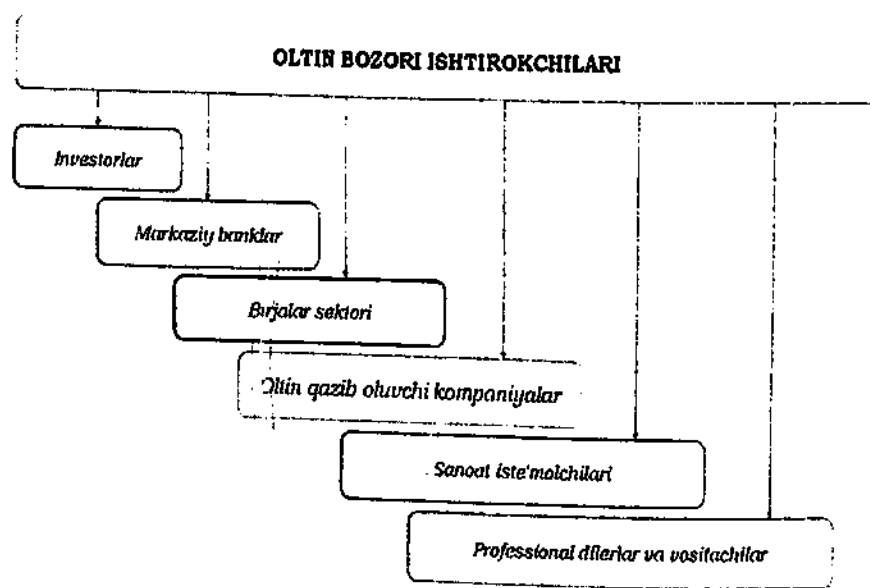 OLTIN BOZORI ISHTIROKCHILARI
Investorlar
Markaziy banklar
Birjalar sektori
Oltin qazib oluvchi kompaniyalar
Sanoat iste'molchilari
Professional dilerlar va vositachilar